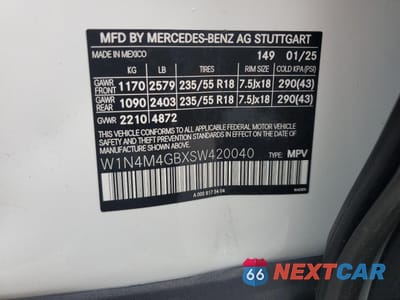 MFD BY MERCEDES-BENZ AG STUTTGART
MADE IN MEXICO 149 01/25
KG LB TIRES RIM SIZE COLD KPA(PSI)
GAWR FRONT 1170 2579 235/55 R18 7.5jx18 290(43)
GAWR REAR 1090 2403 235/55 R18 7.5jx18 290(43)
GVWR 2210 4872
THIS VEHICLE CONFORMS TO ALL APPLICABLE FEDERAL MOTOR VEHICLE
SAFETY STANDARDS IN EFFECT ON THE DATE OF MANUFACTURE SHOWN ABOVE.
W1N4M4GBXSW420040 TYPE: MPV
66 NEXTCAR